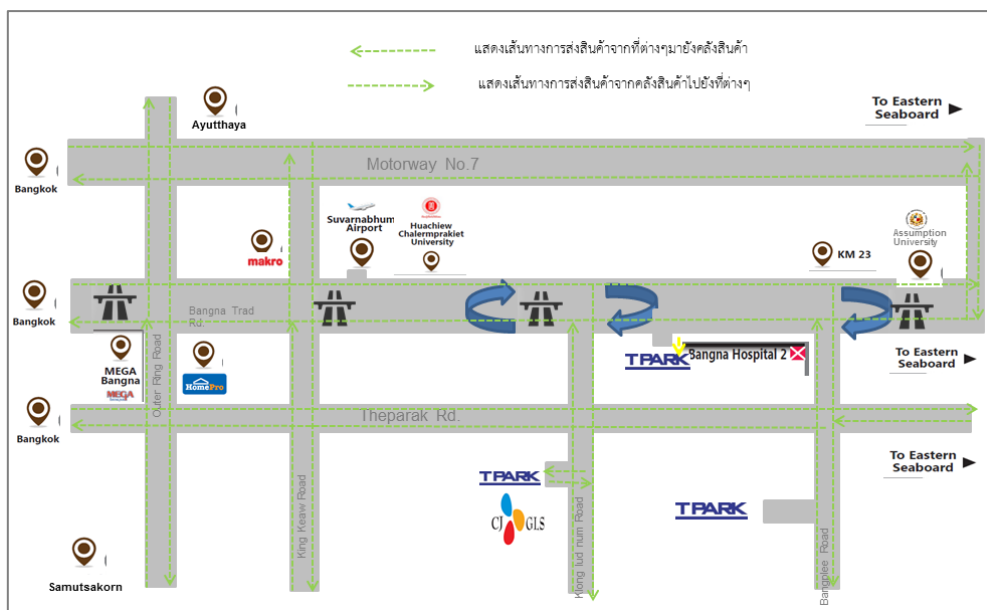 แสดงเส้นทางการส่งสินค้าจากที่ต่างๆมายังคลังสินค้า
แสดงเส้นทางการส่งสินค้าจากคลังสินค้าไปยังที่ต่างๆ
To Eastern
Seaboard
Ayutthaya
Motorway No.7
Bangkok
Suvarnabhum
Airport
Huachiew
Chalermprakiet
University
Assumption
University
makro
KM 23
Bangkok
Bangna Trad
Rd.
Outer Ring Road
MEGA
Bangna
MEGA
HomePro
TPARK
Bangna Hospital 2
To Eastern
Seaboard
Bangkok
Theparak Rd.
To Eastern
Seaboard
King Keaw Road
TPARK
CJ GLS
Klong lud num Road
TPARK
Bangplee Road
Samutsakorn